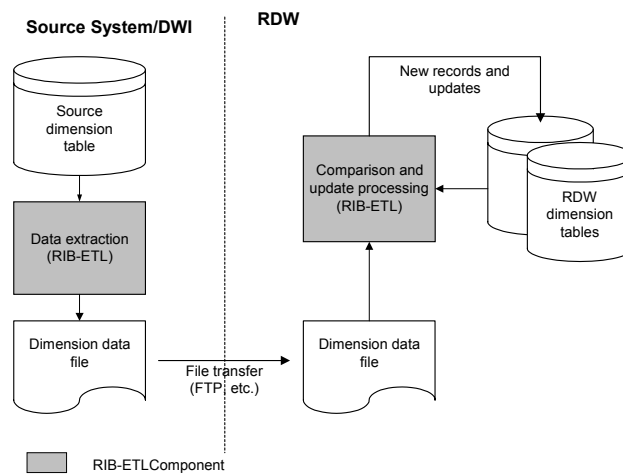 Source System/DWI
RDW
Source
dimension
table
Data extraction
(RIB-ETL)
Dimension data
file
File transfer
(FTP, etc.)
New records and
updates
Comparison and
update processing
(RIB-ETL)
RDW
dimension
tables
Dimension data
file
RIB-ETLComponent